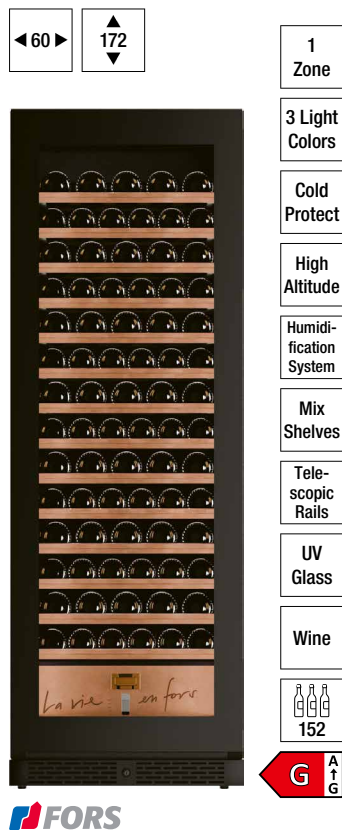 60
172
1
Zone
3 Light
Colors
Cold
Protect
High
Altitude
Humidi-
fication
System
Mix
Shelves
Tele-
scopic
Rails
UV
Glass
Wine
152
La vie en fors
G
A
G
FORS